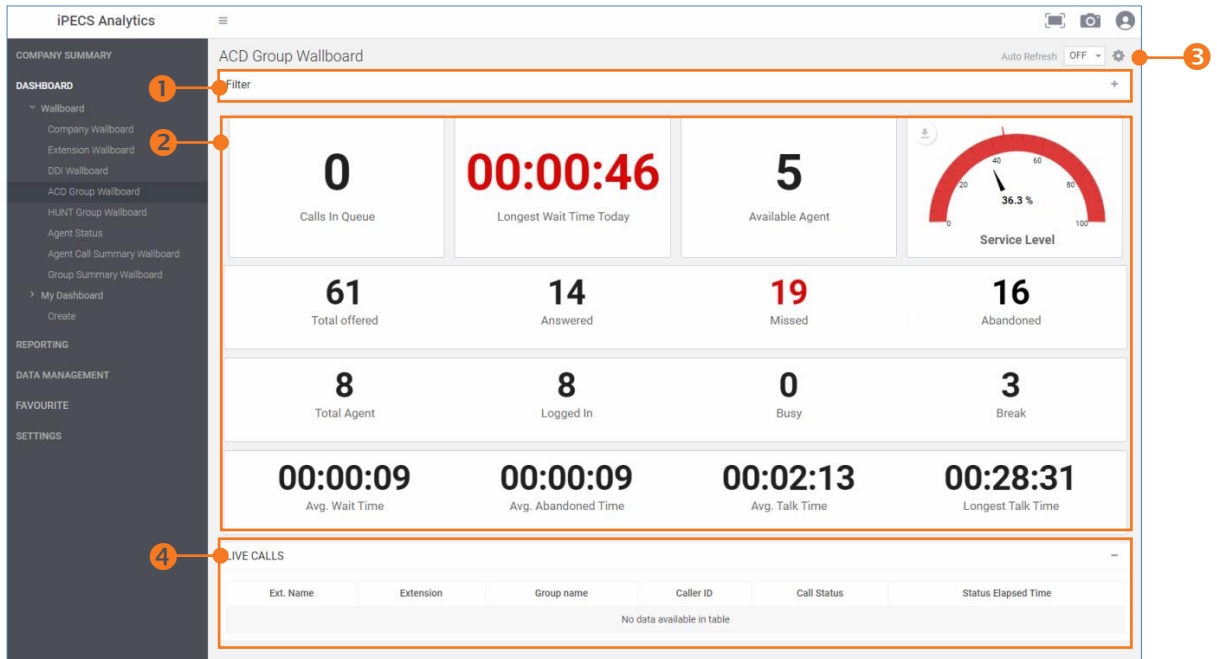 iPECS Analytics
COMPANY SUMMARY
DASHBOARD
Wallboard
Company Wallboard
Extension Wallboard
DDI Wallboard
ACD Group Wallboard
HUNT Group Wallboard
Agent Status
Agent Call Summary Wallboard
Group Summary Wallboard
My Dashboard
Create
REPORTING
DATA MANAGEMENT
FAVOURITE
SETTINGS
ACD Group Wallboard
Auto Refresh OFF
3
1
Filter
2
0
Calls In Queue
00:00:46
Longest Wait Time Today
5
Available Agent
0 20 40 60 80 100
36.3 %
Service Level
61 14 19 16
Total offered Answered Missed Abandoned
8 8 0 3
Total Agent Logged In Busy Break
00:00:09 00:00:09 00:02:13 00:28:31
Avg. Wait Time Avg. Abandoned Time Avg. Talk Time Longest Talk Time
4
LIVE CALLS
Ext. Name Extension Group name Caller ID Call Status Status Elapsed Time
No data available in table